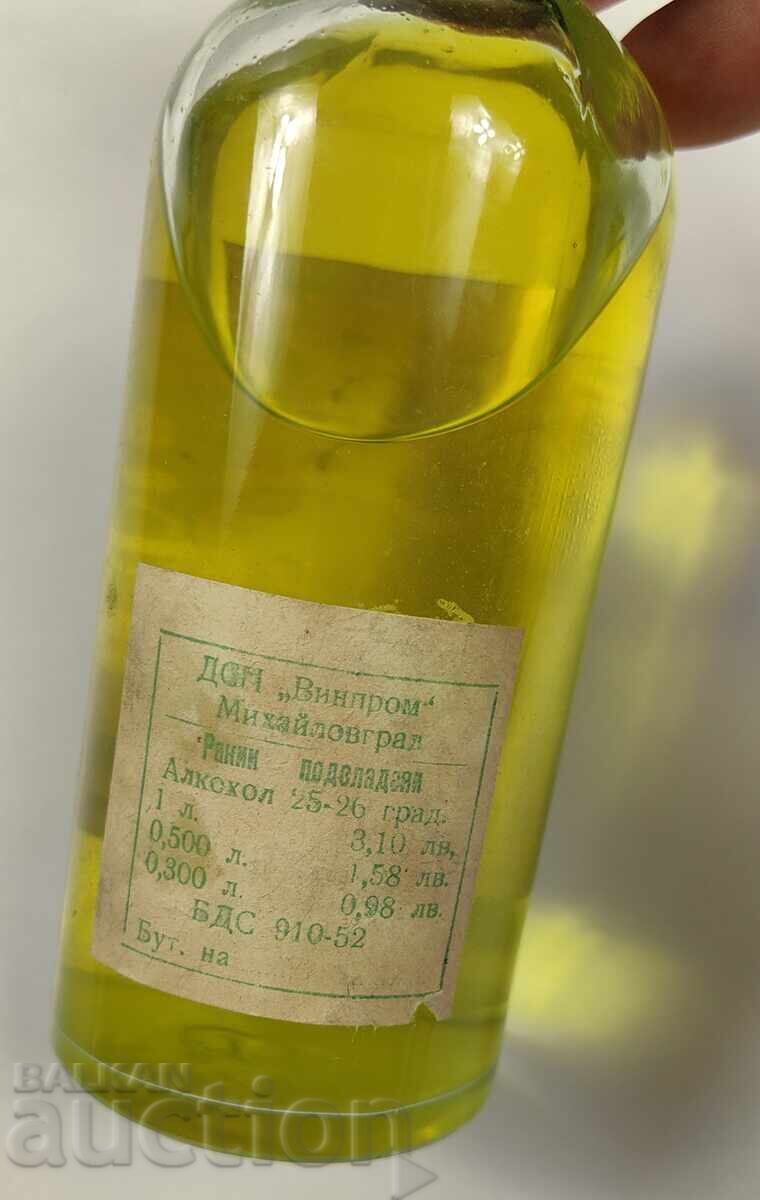 ДСП „Винпром“
Михайловград
Ракии подсладени
Алкохол 25-26 град.
1 л. 3,10 лв.
0,500 л. 1,58 лв.
0,300 л. 0,98 лв.
БДС 910-52
Бут. на
BALKAN
auction